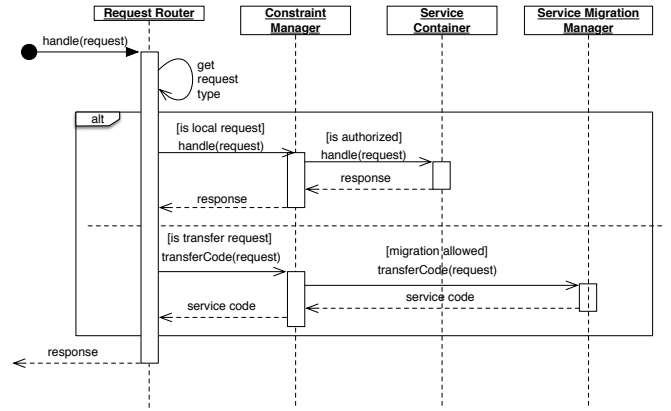 Request Router
Constraint
Manager
Service
Container
Service Migration
Manager
handle(request)
get
request
type
alt
[is local request]
handle(request)
[is authorized]
handle(request)
response
response
[is transfer request]
transferCode(request)
[migration allowed]
transferCode(request)
service code
service code
response